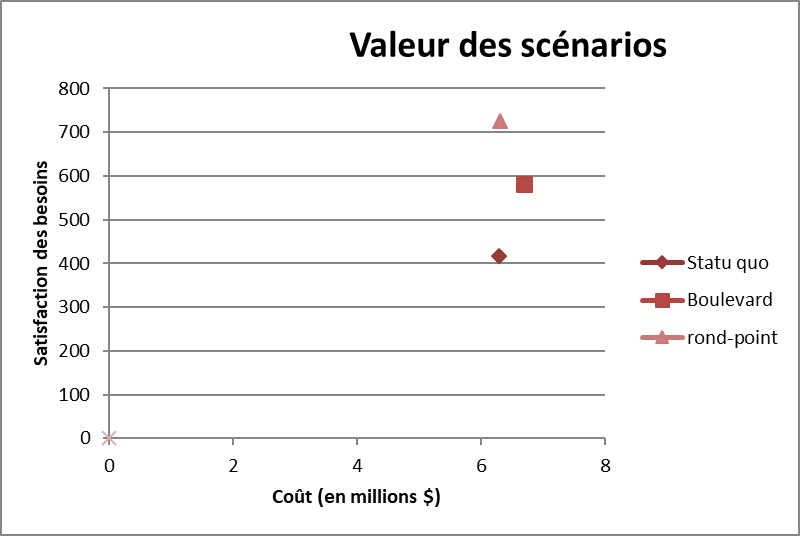 Valeur des scénarios
Satisfaction des besoins
800
700
600
500
400
300
200
100
0
0 2 4 6 8
Coût (en millions $)
Statu quo
Boulevard
rond-point